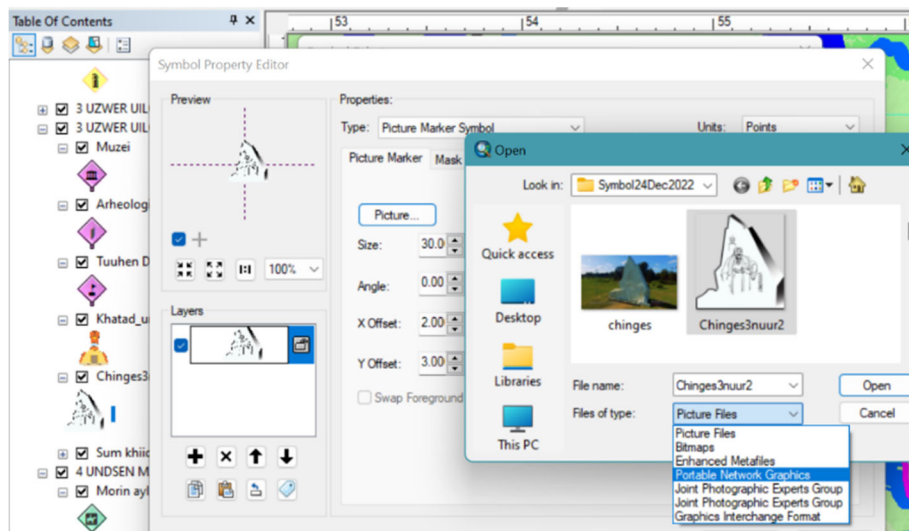 Table Of Contents
53
54
55
3 UZWER UIL
3 UZWER UIL
Muzei
Arheologi
Tuuhen D
Khatad_u
Chinges3
Sum khiid
4 UNDSEN M
Morin ayl
Symbol Property Editor
Preview
100%
Layers
Properties:
Type:
Picture Marker Symbol
Units:
Points
Picture Marker
Mask
Picture...
Size:
30.0
Angle:
0.00
X Offset:
2.00
Y Offset:
3.00
Swap Foreground
Open
Look in:
Symbol24Dec2022
Quick access
Desktop
Libraries
This PC
chinges
Chinges3nuur2
File name:
Chinges3nuur2
Open
Files of type:
Picture Files
Cancel
Picture Files
Bitmaps
Enhanced Metafiles
Portable Network Graphics
Joint Photographic Experts Group
Joint Photographic Experts Group
Graphics Interchange Format